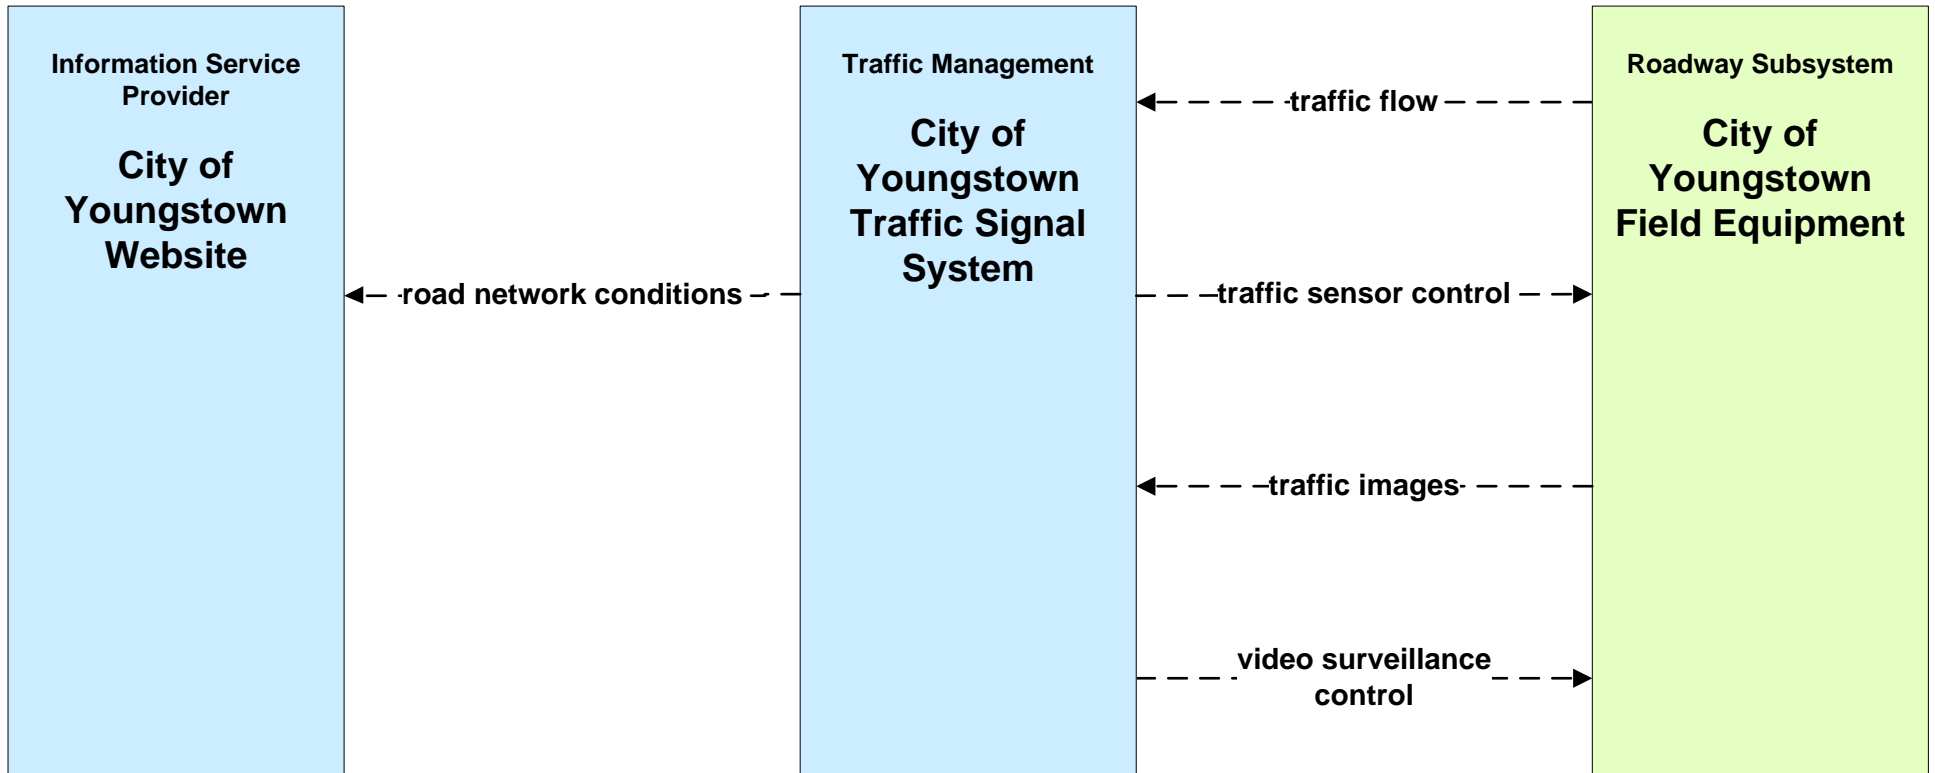 Information Service
Provider
City of
Youngstown
Website
road network conditions
Traffic Management
City of
Youngstown
Traffic Signal
System
traffic flow
traffic sensor control
traffic images
video surveillance
control
Roadway Subsystem
City of
Youngstown
Field Equipment